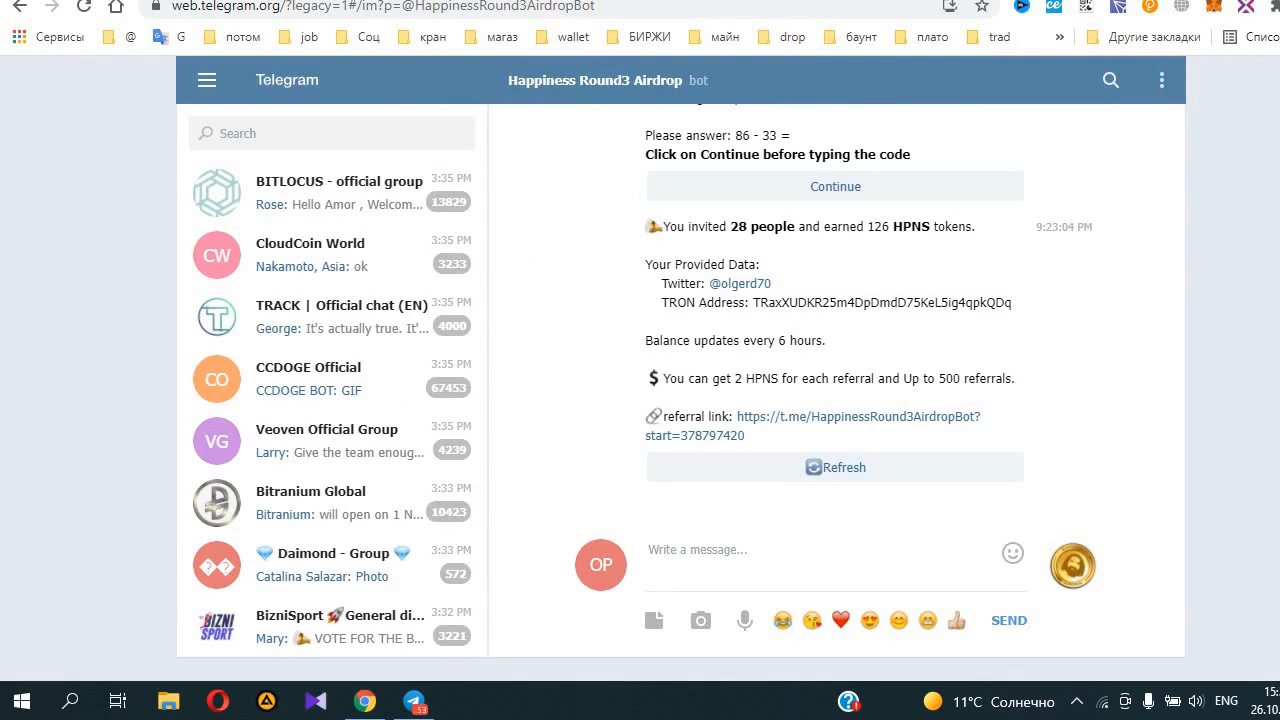 web.telegram.org/?legacy=1#/im?p=@HappinessRound3AirdropBot
Сервисы @ G потом job Соц кран магаз wallet БИРЖИ майн drop баунт плато trad » Другие закладки Списо
Telegram Happiness Round3 Airdrop bot
Search
BITLOCUS - official group 3:35 PM
Rose: Hello Amor , Welcom... 13829
CW CloudCoin World 3:35 PM
Nakamoto, Asia: ok 3233
TRACK | Official chat (EN) 3:35 PM
George: It's actually true. It'... 4000
CO CCDOGE Official 3:35 PM
CCDOGE BOT: GIF 67453
VG Veoven Official Group 3:35 PM
Larry: Give the team enoug... 4239
Bitranium Global 3:33 PM
Bitranium: will open on 1 N... 10423
💎 Daimond - Group 💎 3:33 PM
Catalina Salazar: Photo 572
BIZNI SPORT BizniSport 🚀General di... 3:32 PM
Mary: VOTE FOR THE B... 3221
Please answer: 86 - 33 =
Click on Continue before typing the code
Continue
You invited 28 people and earned 126 HPNS tokens. 9:23:04 PM
Your Provided Data:
Twitter: @olgerd70
TRON Address: TRaxXUDKR25m4DpDmdD75KeL5ig4qpkQDq
Balance updates every 6 hours.
💲You can get 2 HPNS for each referral and Up to 500 referrals.
🔗referral link: https://t.me/HappinessRound3AirdropBot?
start=378797420
🔄Refresh
OP Write a message...
SEND
53 11°C Солнечно ENG 15:
26.10